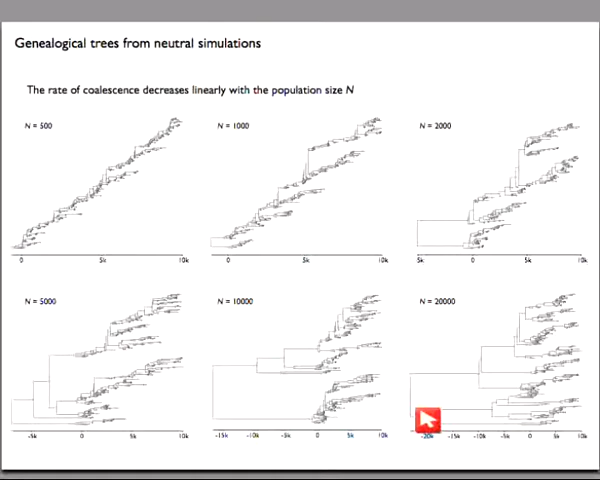 Genealogical trees from neutral simulations
The rate of coalescence decreases linearly with the population size N
N = 500
N = 1000
N = 2000
0 5k 10k
0 5k 10k
5k 0 5k 10k
N = 5000
N = 10000
N = 20000
-5k 0 5k 10k
-15k -10k -5k 0 5k 10k
-20k -15k -10k -5k 0 5k 10k